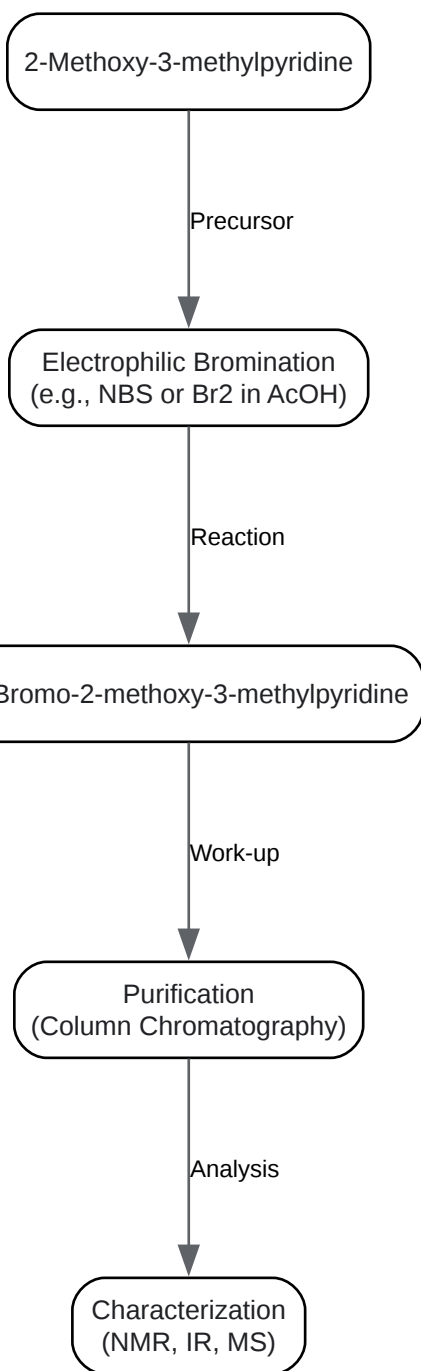 2-Methoxy-3-methylpyridine
Precursor
Electrophilic Bromination
(e.g., NBS or Br2 in AcOH)
Reaction
Bromo-2-methoxy-3-methylpyridine
Work-up
Purification
(Column Chromatography)
Analysis
Characterization
(NMR, IR, MS)